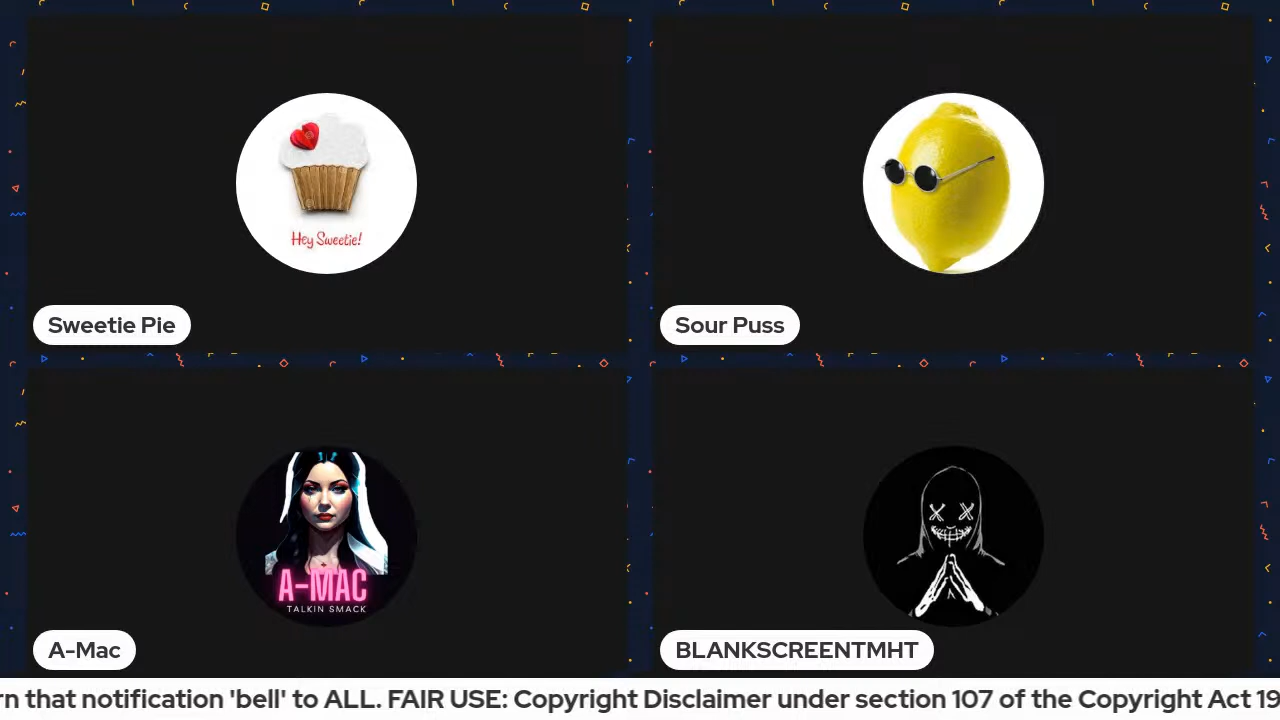 Hey Sweetie!
Sweetie Pie
Sour Puss
A-MAC
TALKIN SMACK
A-Mac
BLANKSCREENTMHT
rn that notification 'bell' to ALL. FAIR USE: Copyright Disclaimer under section 107 of the Copyright Act 19